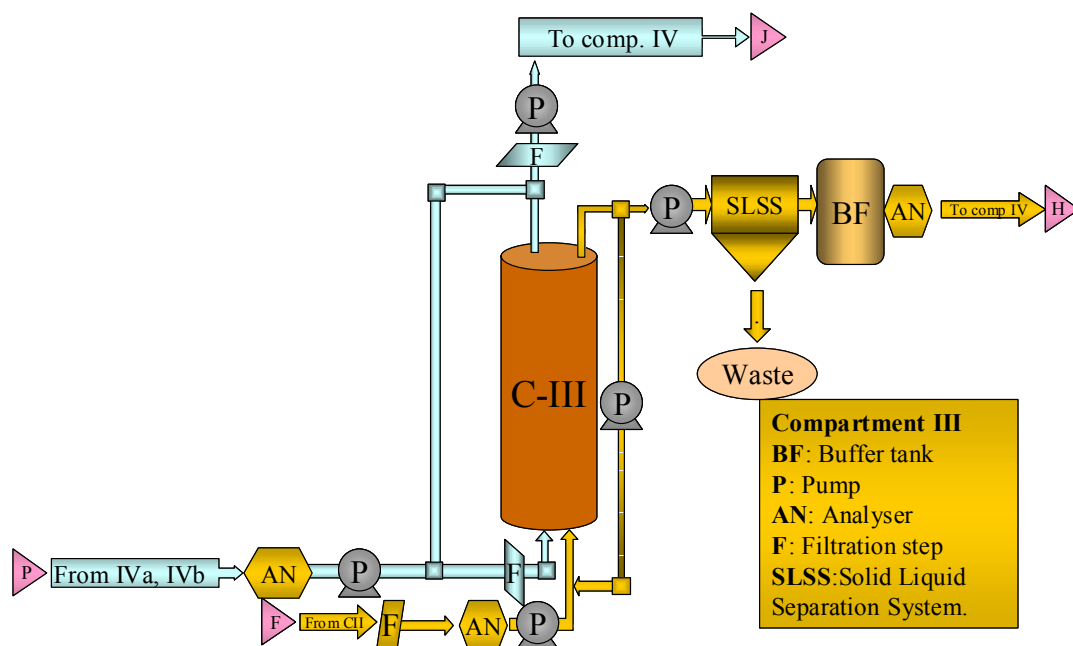 To comp. IV
J
P
F
P
SLSS
BF
AN
To comp IV
H
C-III
P
Waste
Compartment III
BF: Buffer tank
P: Pump
AN: Analyser
F: Filtration step
SLSS:Solid Liquid
Separation System.
P
From IVa, IVb
AN
P
F
F
From CII
F
AN
P